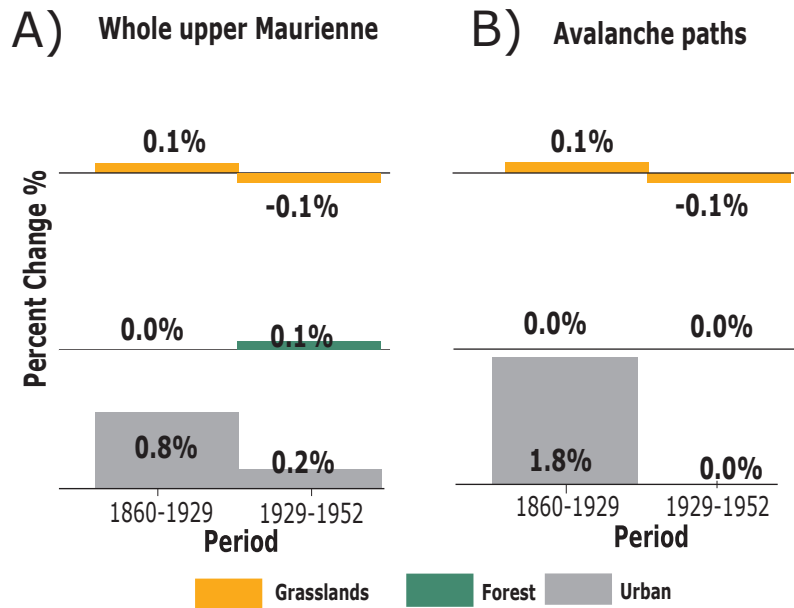 A) Whole upper Maurienne
B) Avalanche paths
Percent Change %
0.1%
-0.1%
0.0%
0.1%
0.8%
0.2%
1860-1929
1929-1952
Period
0.1%
-0.1%
0.0%
0.0%
1.8%
0.0%
1860-1929
1929-1952
Period
Grasslands
Forest
Urban